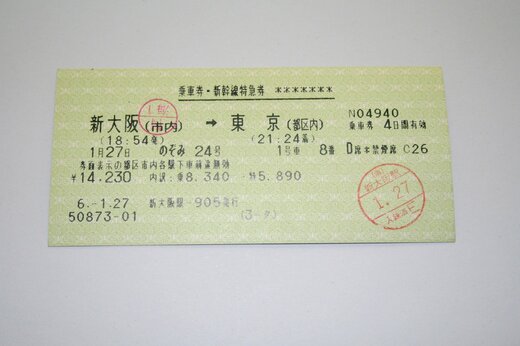 乗車券・新幹線特急券 *******
新大阪(市内) → 東京(都区内) N04940
乗車券 4日間有効
(18:54発) (21:24着)
1月27日 のぞみ 24号 1号車 8番 D席 禁煙席 C26
券面表示の都区市内各駅下車前途無効
¥14,230 内訳:乗8,340 特5,890
6.-1.27 新大阪駅-905発行
50873-01 (3-タ)
新大阪駅
1.27